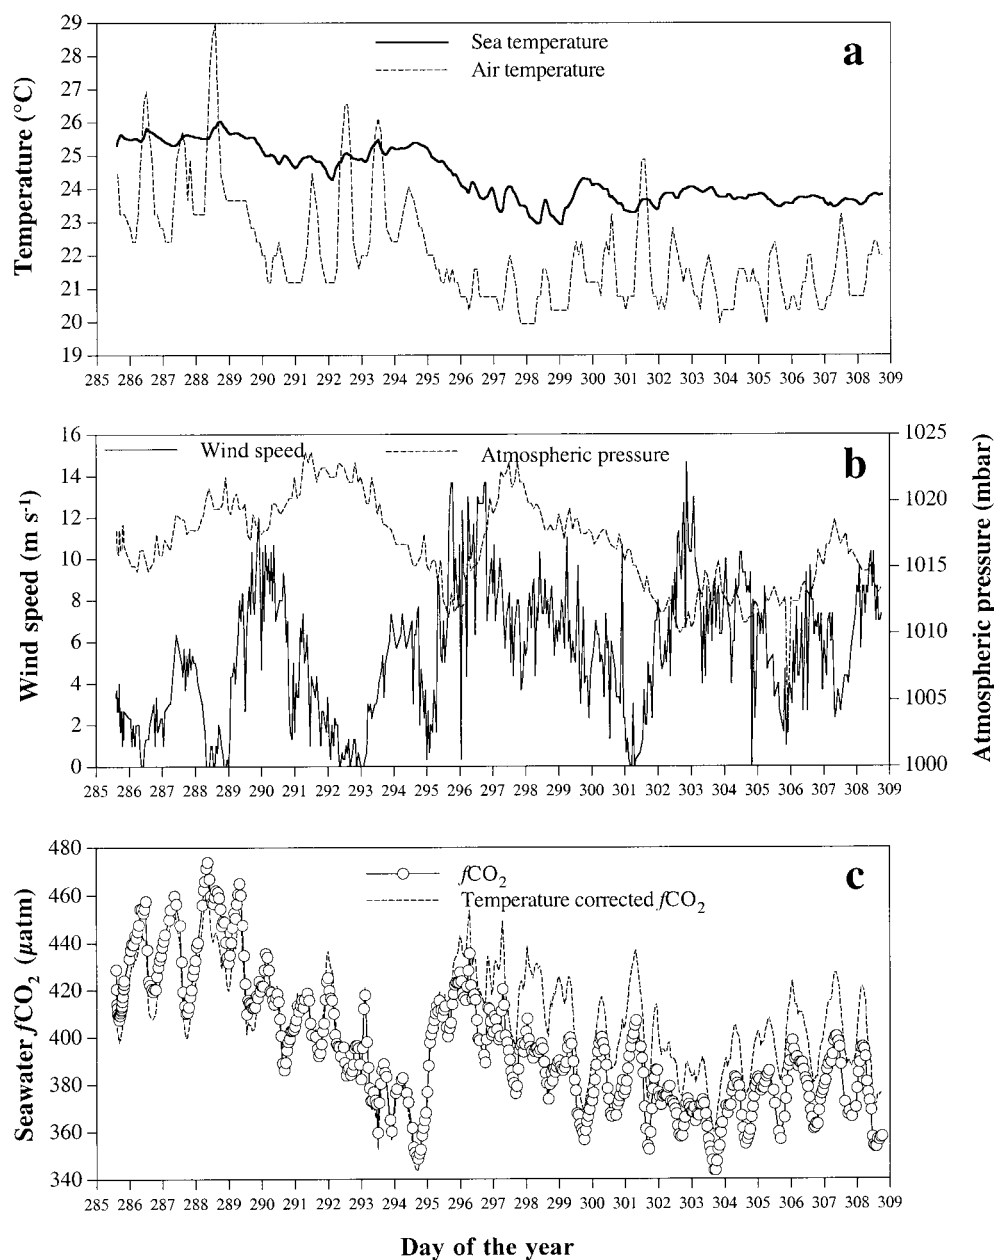 a
Sea temperature
Air temperature
Temperature (°C)
29
28
27
26
25
24
23
22
21
20
19
285 286 287 288 289 290 291 292 293 294 295 296 297 298 299 300 301 302 303 304 305 306 307 308 309
b
Wind speed
Atmospheric pressure
Wind speed (m s⁻¹)
16
14
12
10
8
6
4
2
0
1025
1020
1015
1010
1005
1000
Atmospheric pressure (mbar)
285 286 287 288 289 290 291 292 293 294 295 296 297 298 299 300 301 302 303 304 305 306 307 308 309
c
fCO₂
Temperature corrected fCO₂
Seawater fCO₂ (µatm)
480
460
440
420
400
380
360
340
285 286 287 288 289 290 291 292 293 294 295 296 297 298 299 300 301 302 303 304 305 306 307 308 309
Day of the year